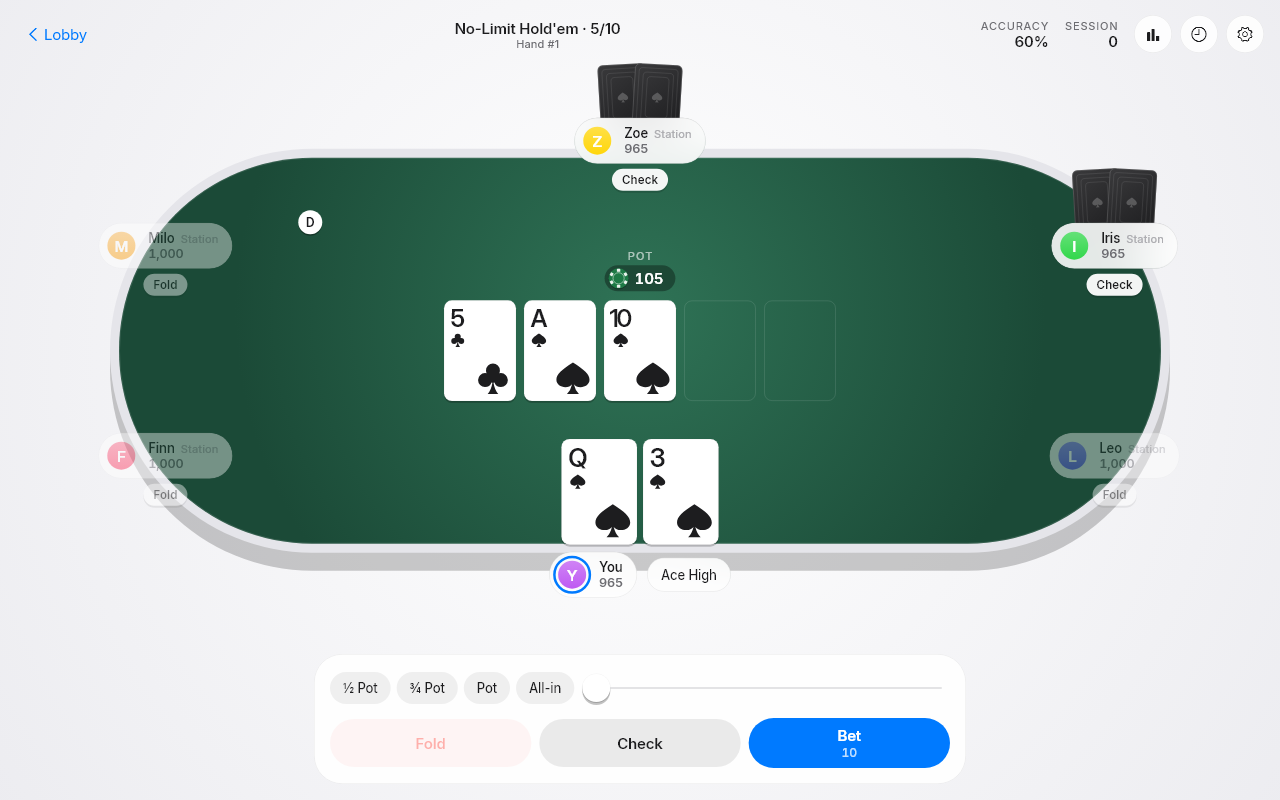 Lobby
No-Limit Hold'em · 5/10
Hand #1
ACCURACY
60%
SESSION
0
Z
Zoe Station
965
Check
D
M
Milo Station
1,000
Fold
I
Iris Station
965
Check
POT
105
5
A
10
F
Finn Station
1,000
Fold
L
Leo Station
1,000
Fold
Q
3
Y
You
965
Ace High
½ Pot
¾ Pot
Pot
All-in
Fold
Check
Bet
10